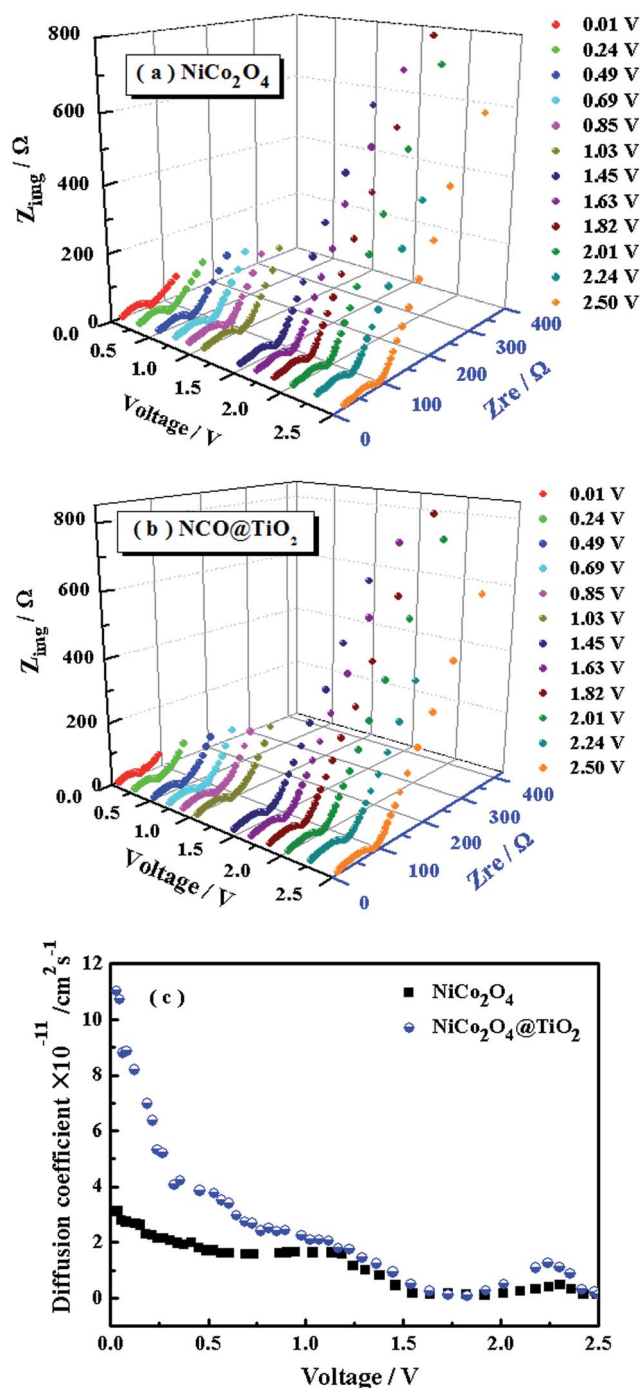 ( a ) NiCo₂O₄
800
600
400
200
0
Z_img / Ω
0.0
0.5
1.0
1.5
2.0
2.5
Voltage / V
0
100
200
300
400
Zre / Ω
0.01 V
0.24 V
0.49 V
0.69 V
0.85 V
1.03 V
1.45 V
1.63 V
1.82 V
2.01 V
2.24 V
2.50 V
( b ) NCO@TiO₂
800
600
400
200
0
Z_img / Ω
0.0
0.5
1.0
1.5
2.0
2.5
Voltage / V
0
100
200
300
400
Zre / Ω
0.01 V
0.24 V
0.49 V
0.69 V
0.85 V
1.03 V
1.45 V
1.63 V
1.82 V
2.01 V
2.24 V
2.50 V
( c )
NiCo₂O₄
NiCo₂O₄@TiO₂
12
10
8
6
4
2
0
Diffusion coefficient ×10⁻¹¹ /cm²s⁻¹
0.0 0.5 1.0 1.5 2.0 2.5
Voltage / V